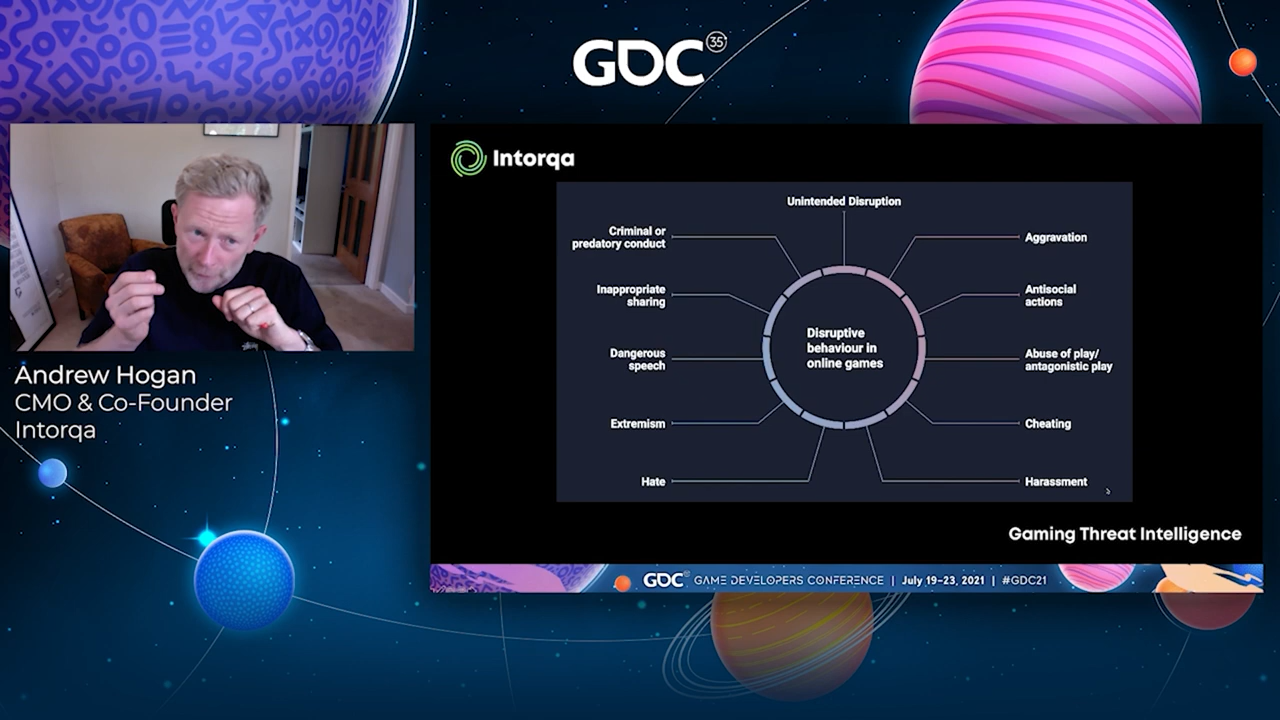 GDC 35
Intorqa
Unintended Disruption
Criminal or
predatory conduct
Aggravation
Inappropriate
sharing
Antisocial
actions
Disruptive
behaviour in
online games
Dangerous
speech
Abuse of play/
antagonistic play
Extremism
Cheating
Hate
Harassment
Gaming Threat Intelligence
Andrew Hogan
CMO & Co-Founder
Intorqa
GDC GAME DEVELOPERS CONFERENCE | July 19-23, 2021 | #GDC21